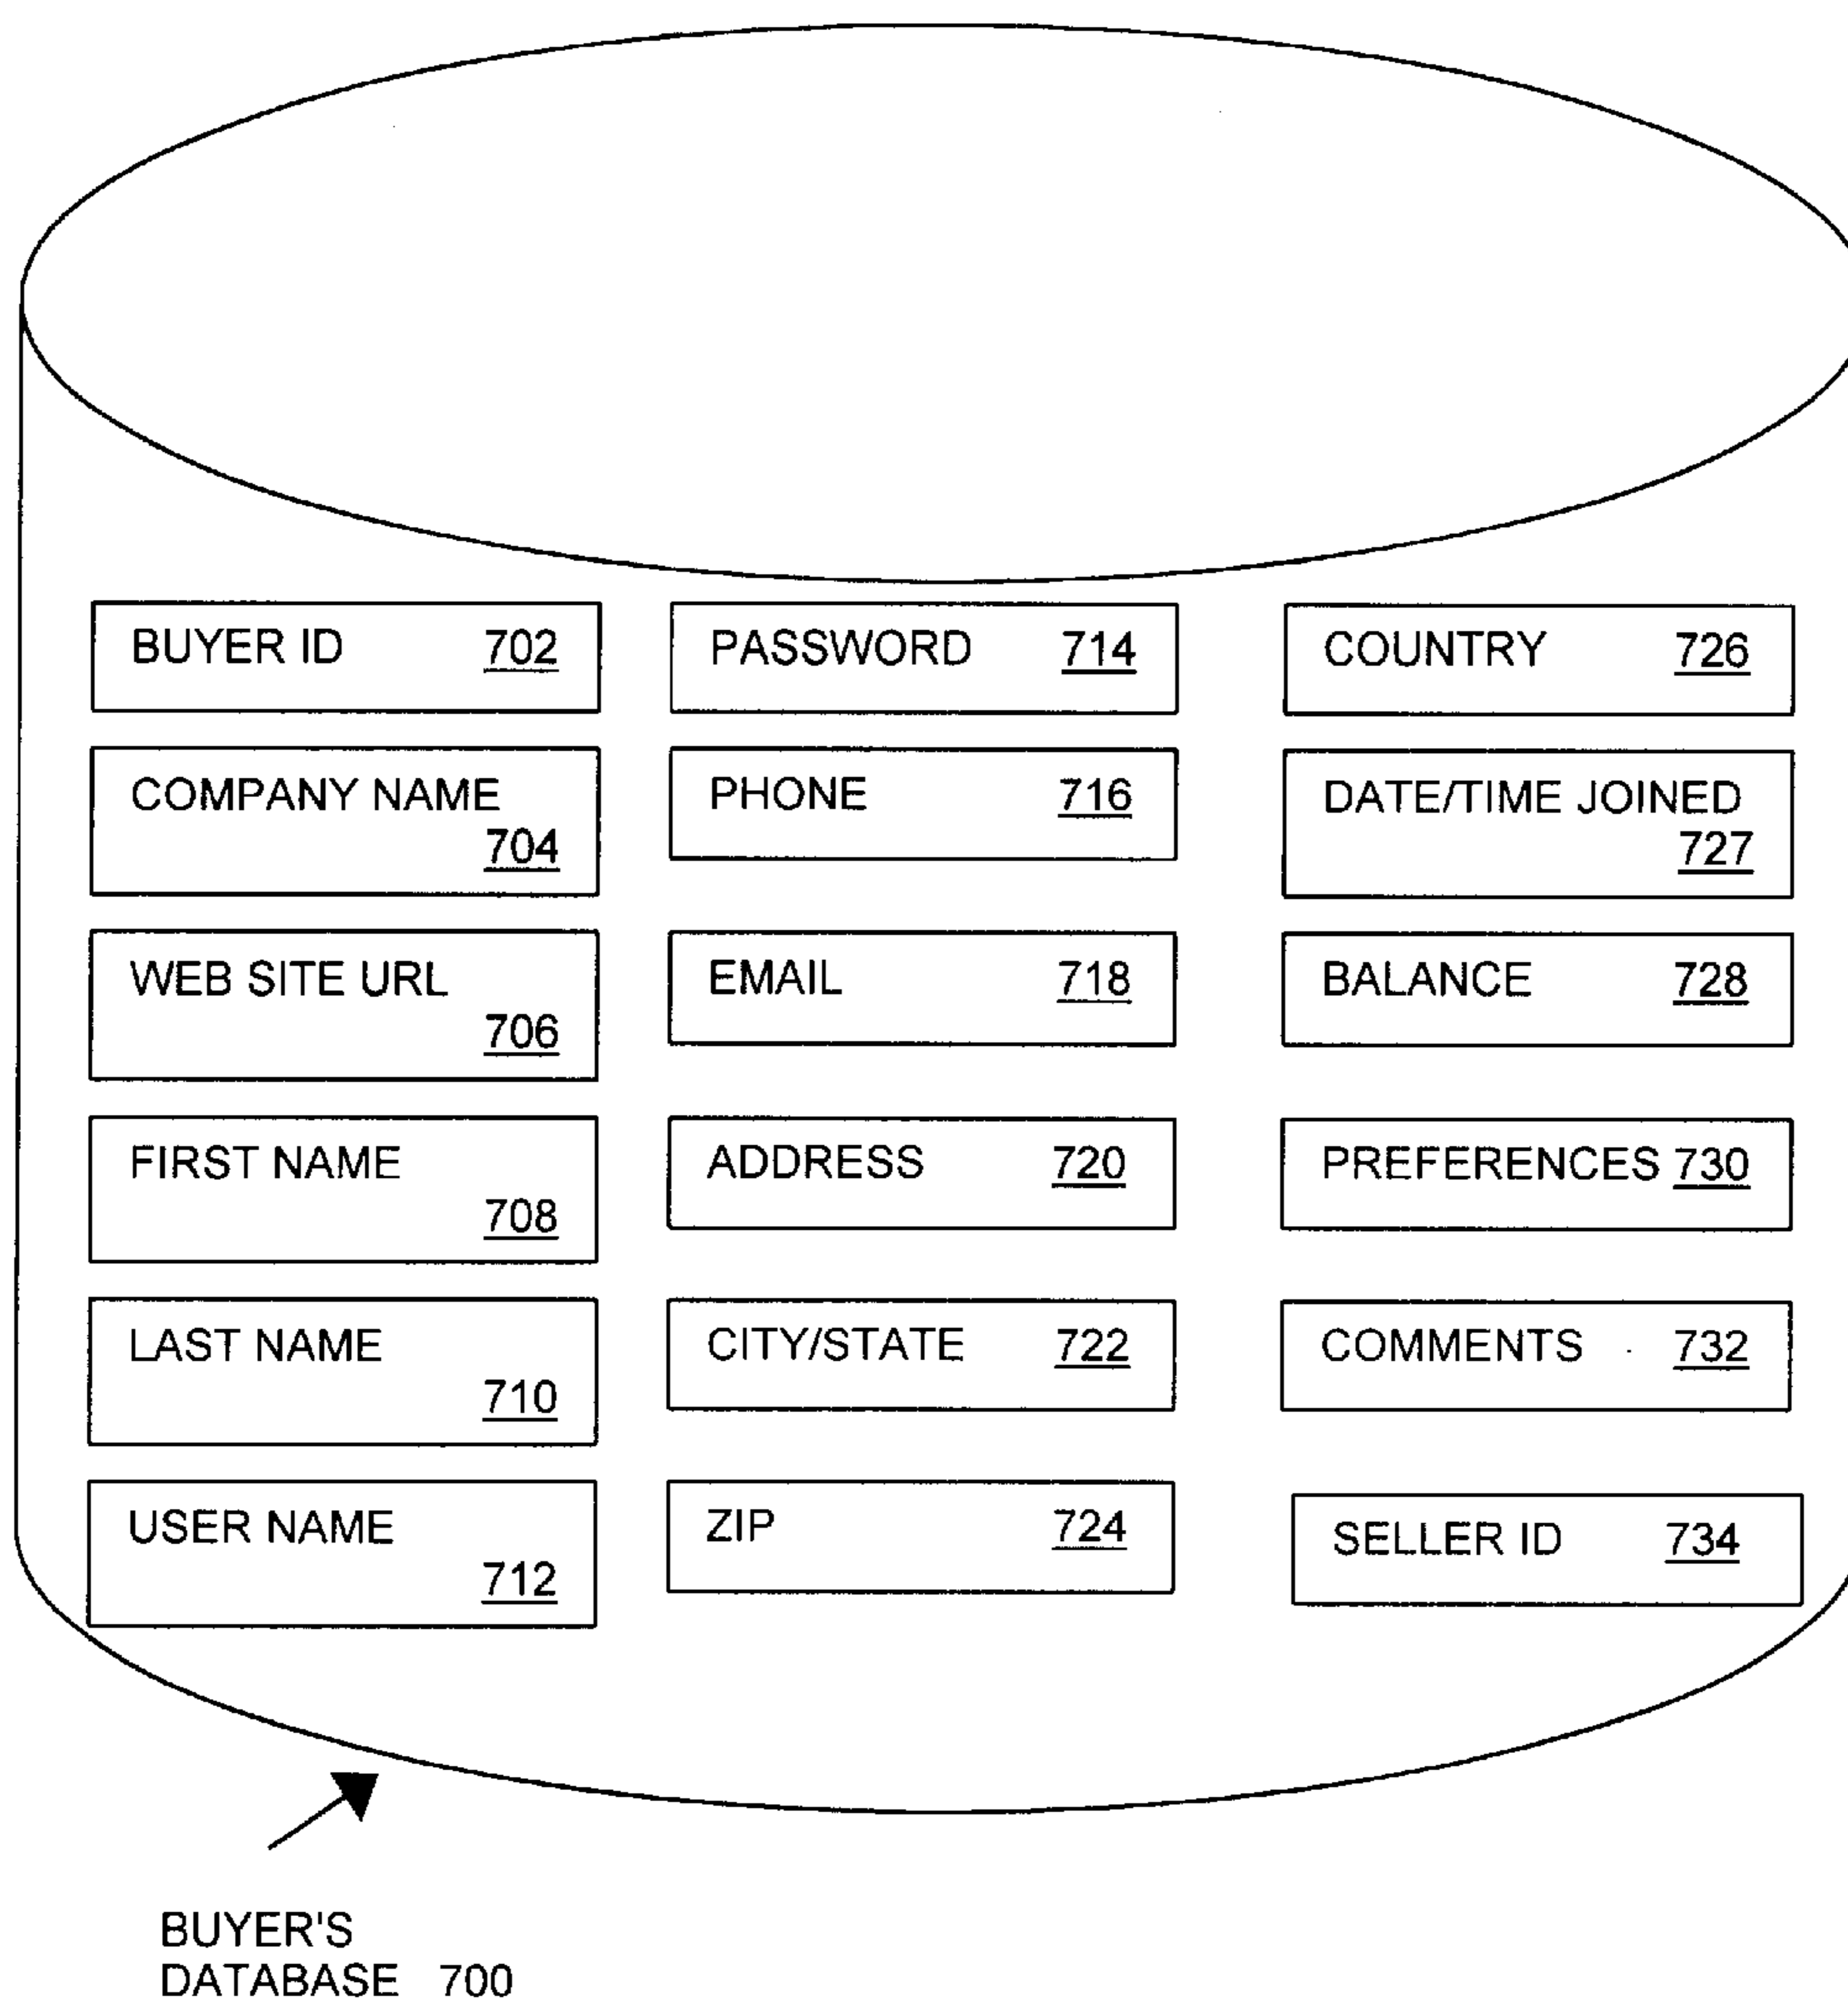 BUYER ID 702
COMPANY NAME
704
WEB SITE URL
706
FIRST NAME
708
LAST NAME
710
USER NAME
712
PASSWORD 714
PHONE 716
EMAIL 718
ADDRESS 720
CITY/STATE 722
ZIP 724
COUNTRY 726
DATE/TIME JOINED
727
BALANCE 728
PREFERENCES 730
COMMENTS 732
SELLER ID 734
BUYER'S
DATABASE 700